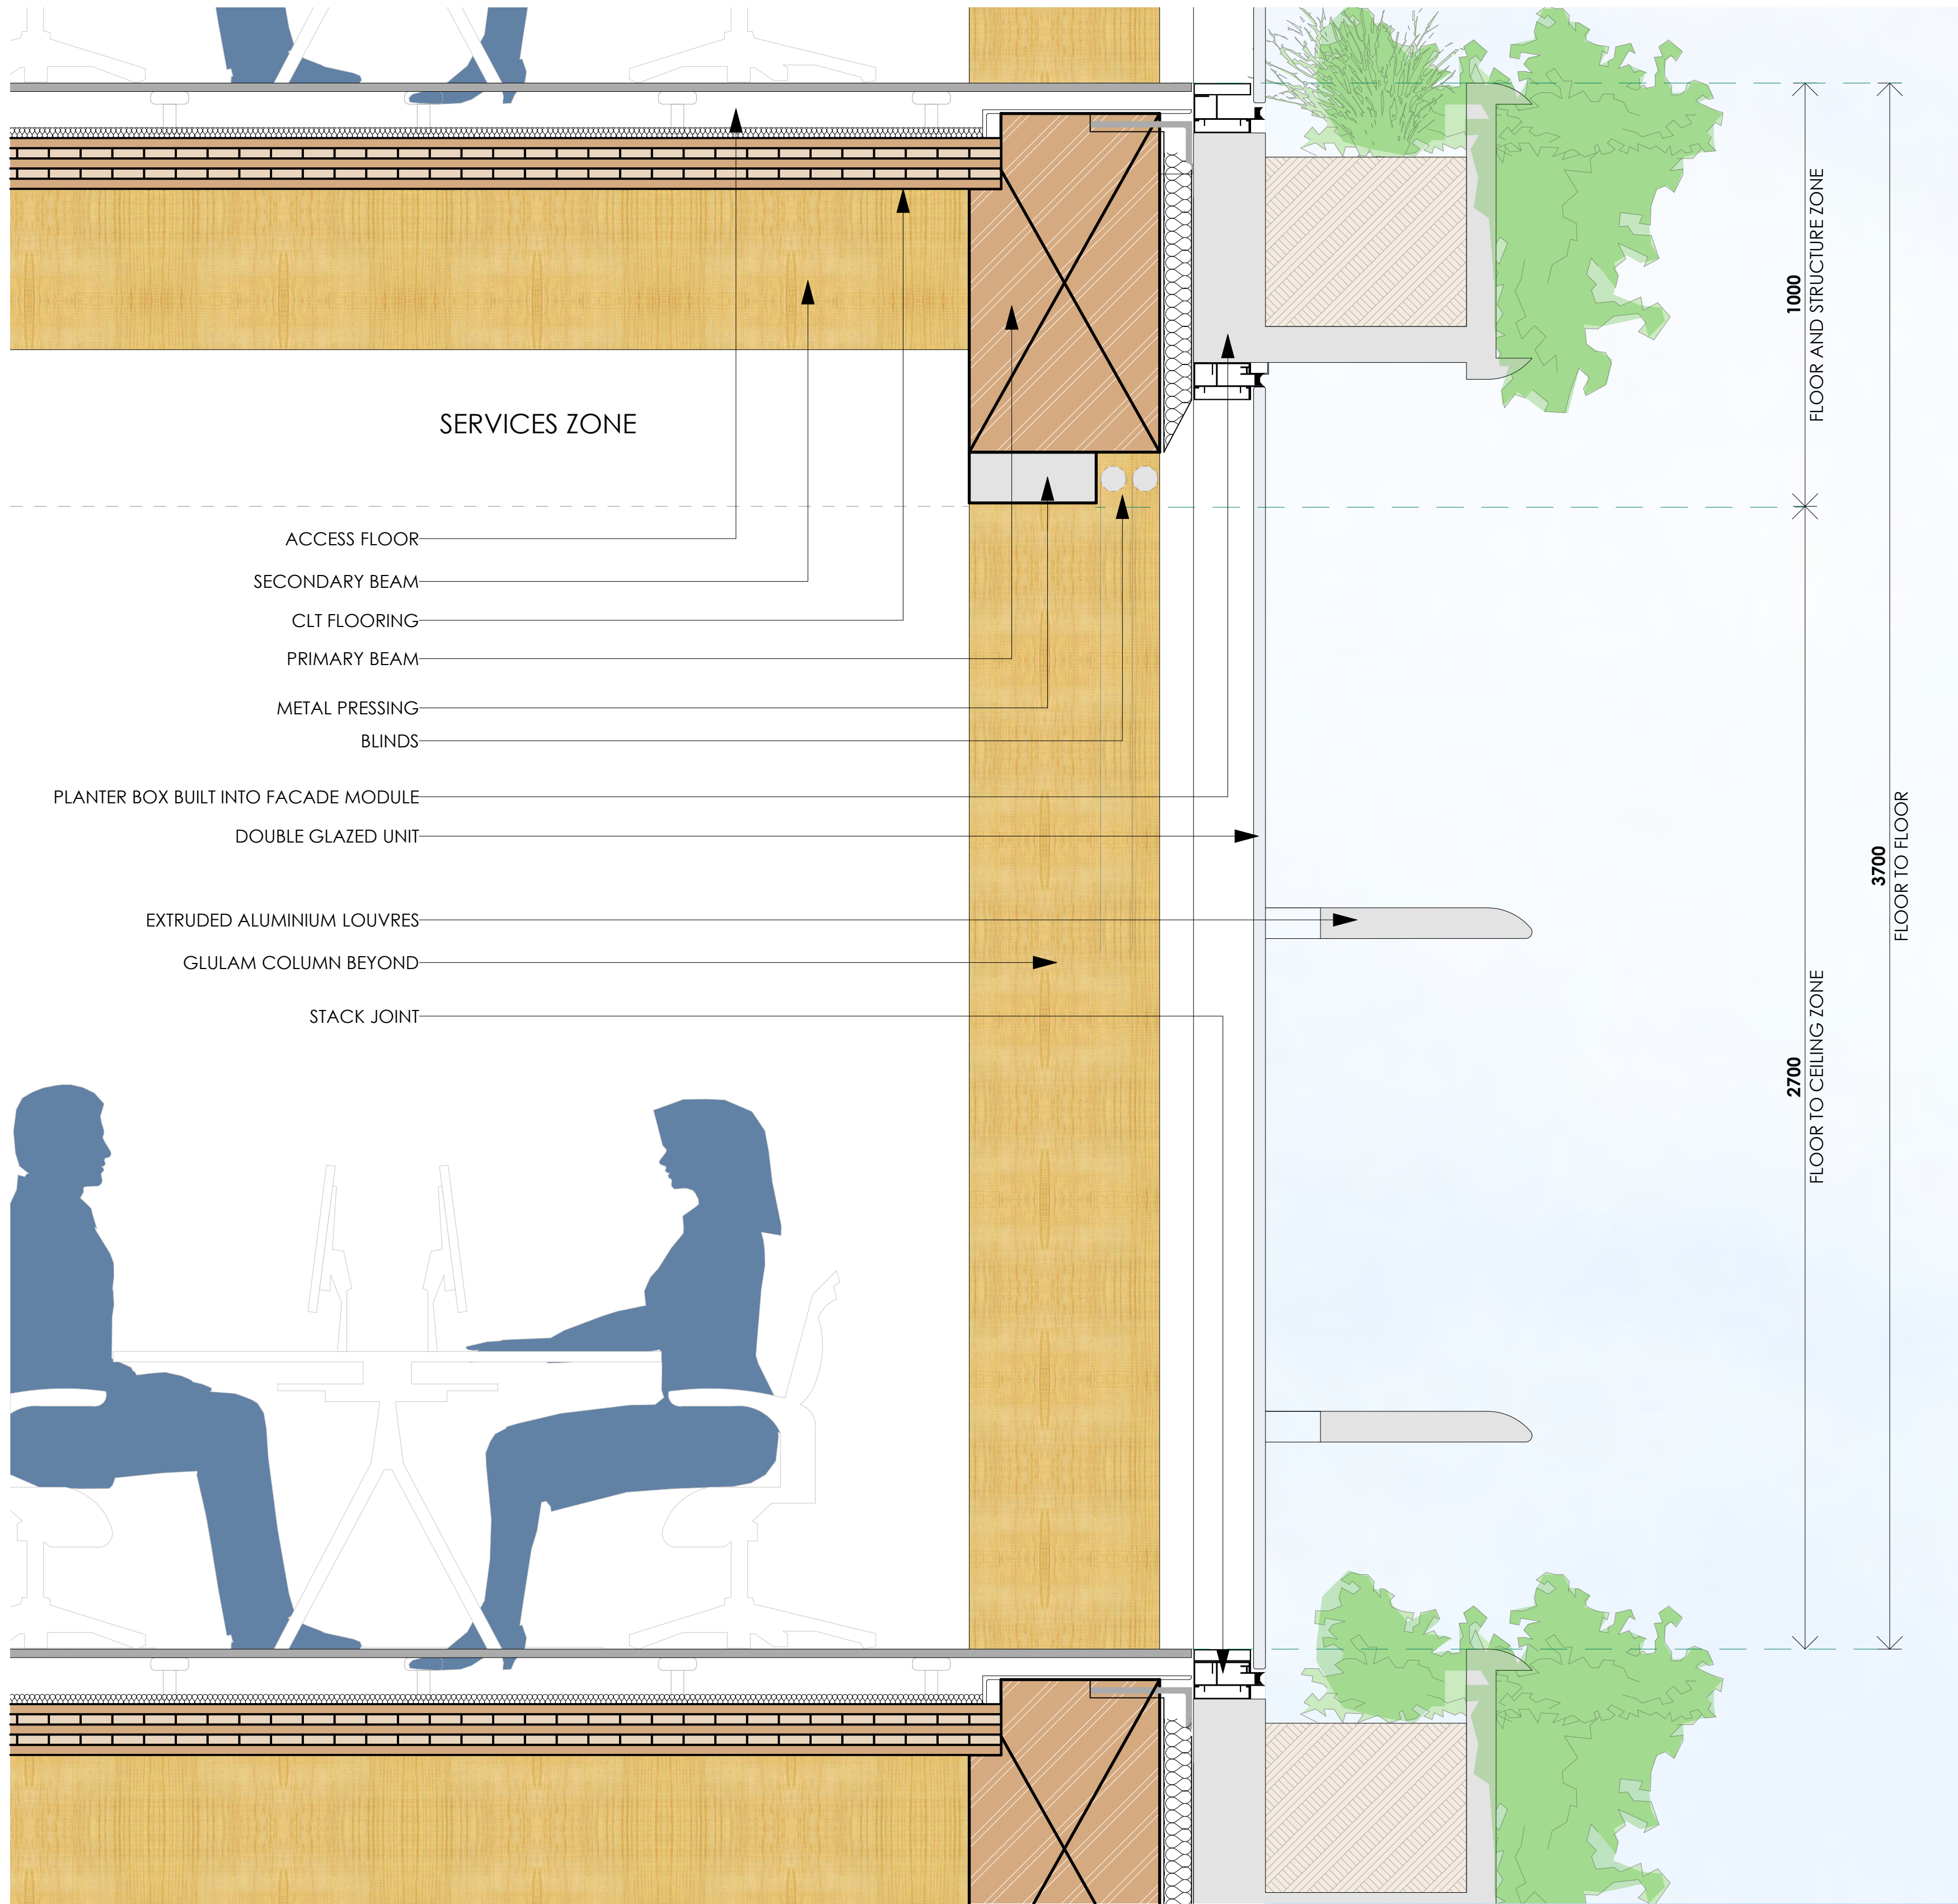 SERVICES ZONE
ACCESS FLOOR
SECONDARY BEAM
CLT FLOORING
PRIMARY BEAM
METAL PRESSING
BLINDS
PLANTER BOX BUILT INTO FACADE MODULE
DOUBLE GLAZED UNIT
EXTRUDED ALUMINIUM LOUVRES
GLULAM COLUMN BEYOND
STACK JOINT
1000
FLOOR AND STRUCTURE ZONE
2700
FLOOR TO CEILING ZONE
3700
FLOOR TO FLOOR